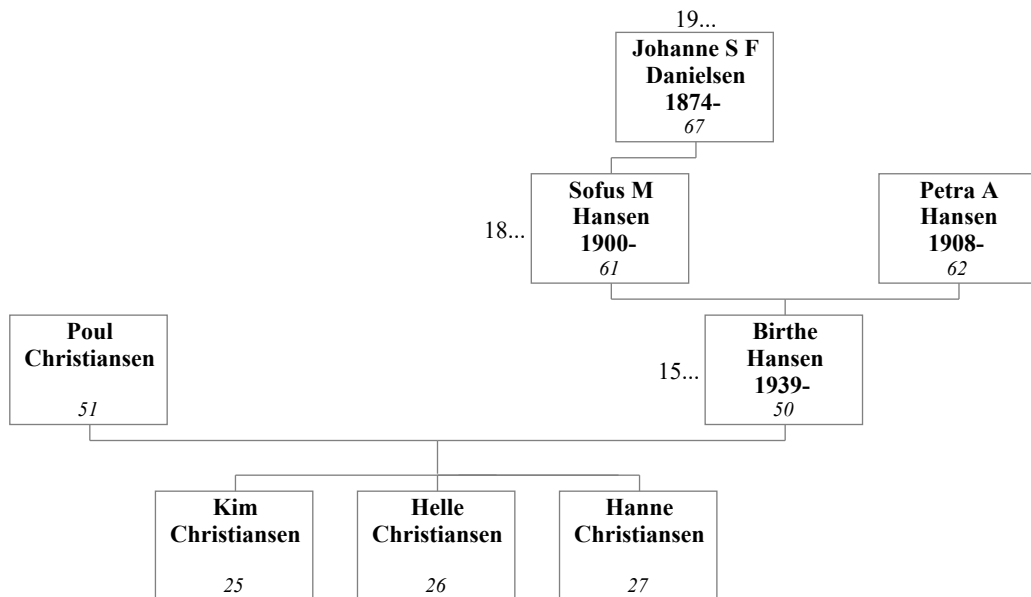 19...
Johanne S F
Danielsen
1874-
67
Sofus M
Hansen
1900-
61
18...
Petra A
Hansen
1908-
62
Poul
Christiansen
51
Birthe
Hansen
1939-
50
15...
Kim
Christiansen
25
Helle
Christiansen
26
Hanne
Christiansen
27